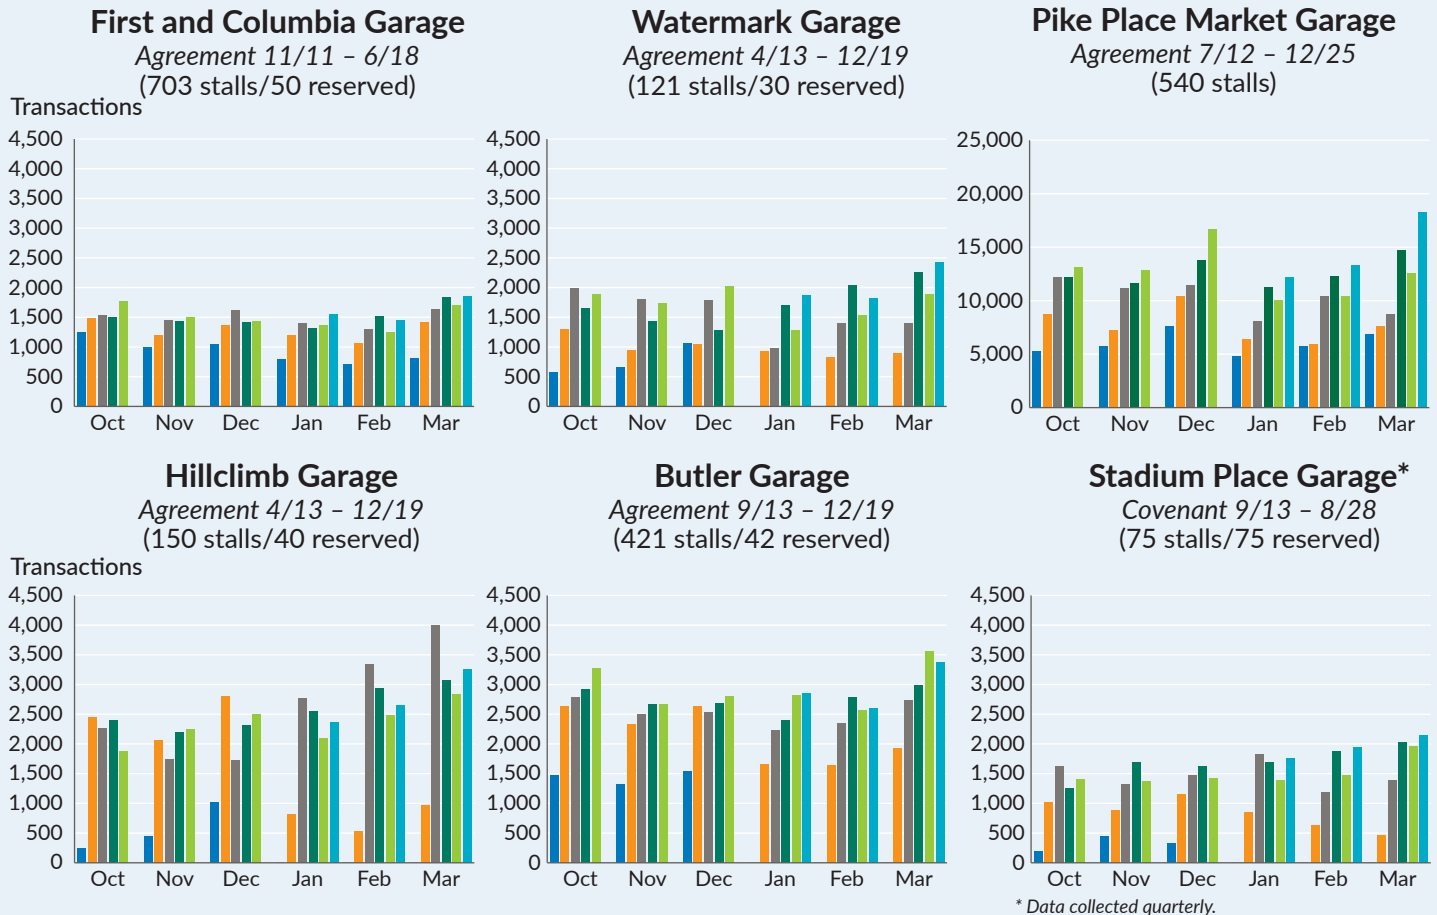 First and Columbia Garage
Agreement 11/11 – 6/18
(703 stalls/50 reserved)
Transactions
4,500
4,000
3,500
3,000
2,500
2,000
1,500
1,000
500
0
Oct Nov Dec Jan Feb Mar
Watermark Garage
Agreement 4/13 – 12/19
(121 stalls/30 reserved)
4,500
4,000
3,500
3,000
2,500
2,000
1,500
1,000
500
0
Oct Nov Dec Jan Feb Mar
Pike Place Market Garage
Agreement 7/12 – 12/25
(540 stalls)
25,000
20,000
15,000
10,000
5,000
0
Oct Nov Dec Jan Feb Mar
Hillclimb Garage
Agreement 4/13 – 12/19
(150 stalls/40 reserved)
Transactions
4,500
4,000
3,500
3,000
2,500
2,000
1,500
1,000
500
0
Oct Nov Dec Jan Feb Mar
Butler Garage
Agreement 9/13 – 12/19
(421 stalls/42 reserved)
4,500
4,000
3,500
3,000
2,500
2,000
1,500
1,000
500
0
Oct Nov Dec Jan Feb Mar
Stadium Place Garage*
Covenant 9/13 – 8/28
(75 stalls/75 reserved)
4,500
4,000
3,500
3,000
2,500
2,000
1,500
1,000
500
0
Oct Nov Dec Jan Feb Mar
* Data collected quarterly.